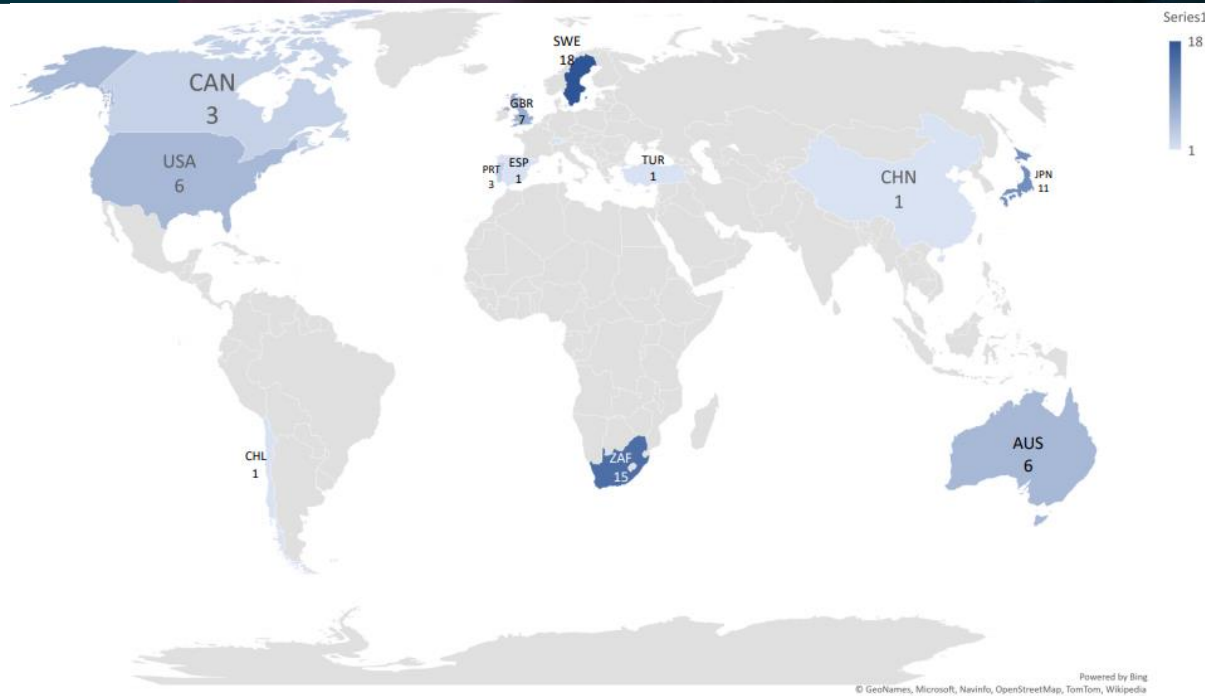 Series1
18
1
SWE
18
CAN
3
GBR
7
USA
6
PRT
3
ESP
1
TUR
1
CHN
1
JPN
11
CHL
1
ZAF
15
AUS
6
Powered by Bing
© GeoNames, Microsoft, Navinfo, OpenStreetMap, TomTom, Wikipedia